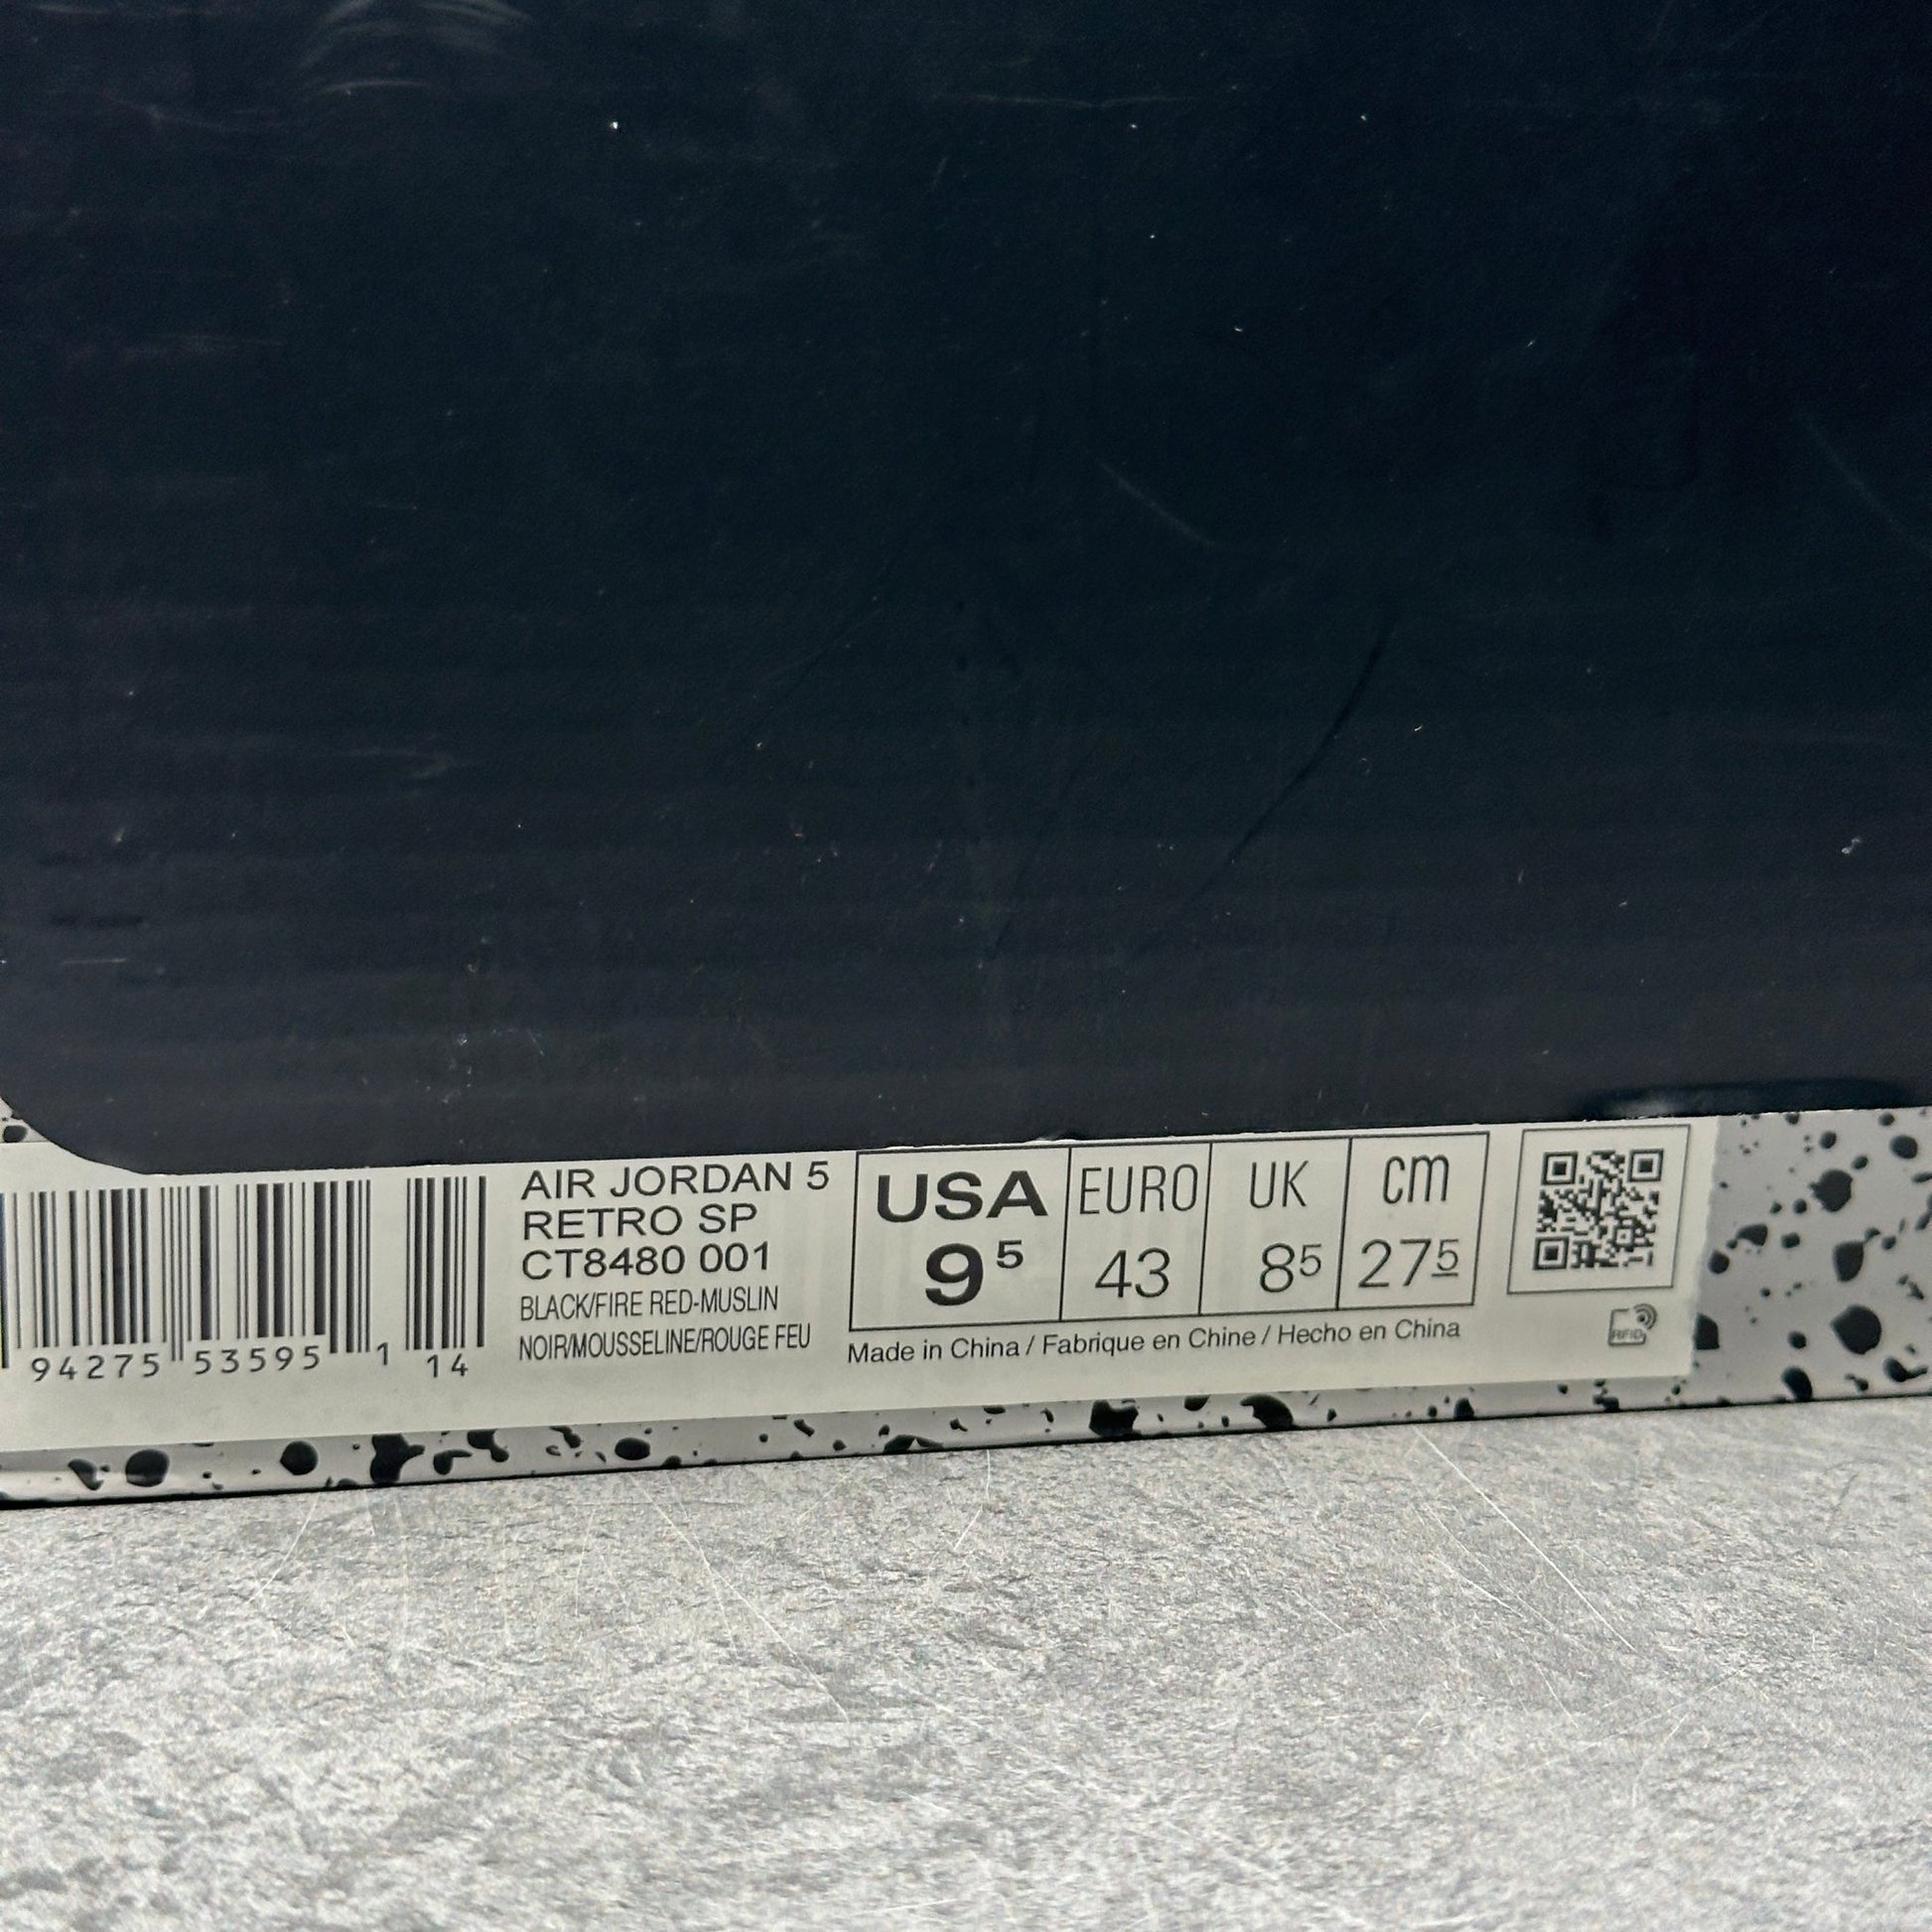 AIR JORDAN 5
RETRO SP
CT8480 001
BLACK/FIRE RED-MUSLIN
NOIR/MOUSSELINE/ROUGE FEU
94275 53595 1 14
USA EURO UK cm
9 5 43 8 5 27 5
Made in China / Fabrique en Chine / Hecho en China
RFID